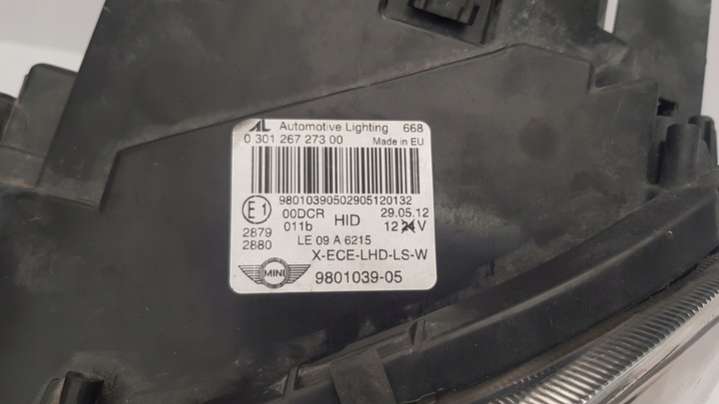 AL Automotive Lighting 668
0 301 267 273 00 Made in EU
98010390502905120132
E1 00DCR HID 29.05.12
011b 12 24 V
2879
2880 LE 09 A 6215
X-ECE-LHD-LS-W
MINI 9801039-05